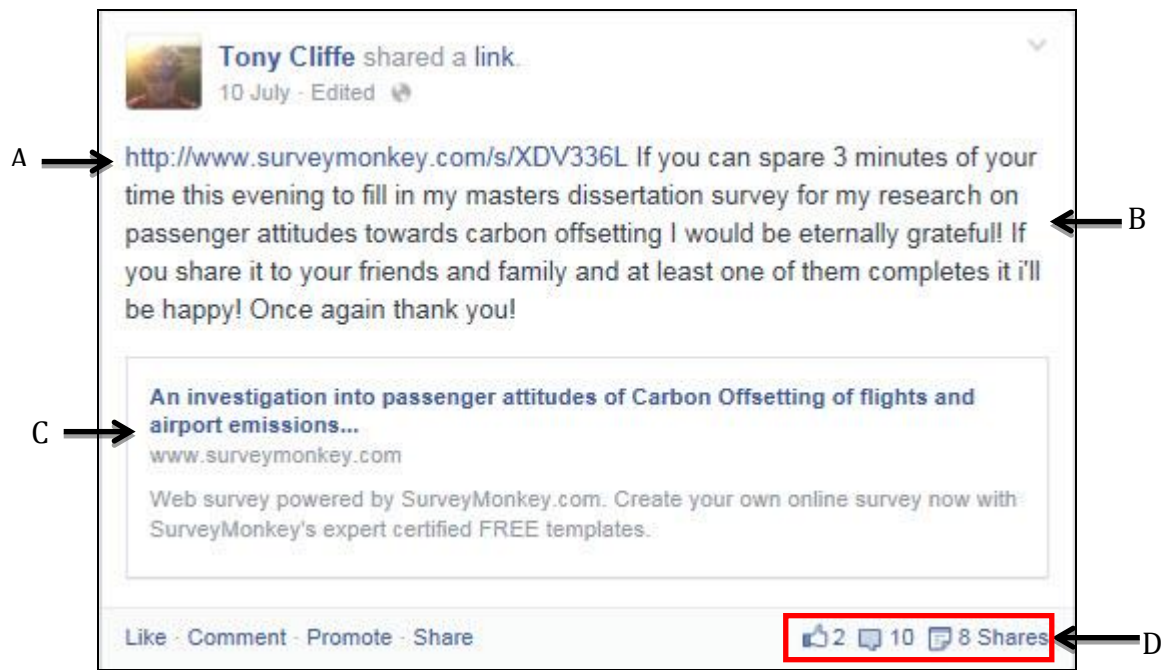 Tony Cliffe shared a link.
10 July · Edited
A
http://www.surveymonkey.com/s/XDV336L If you can spare 3 minutes of your
time this evening to fill in my masters dissertation survey for my research on
passenger attitudes towards carbon offsetting I would be eternally grateful! If
B
you share it to your friends and family and at least one of them completes it i'll
be happy! Once again thank you!
An investigation into passenger attitudes of Carbon Offsetting of flights and
airport emissions...
C
www.surveymonkey.com
Web survey powered by SurveyMonkey.com. Create your own online survey now with
SurveyMonkey's expert certified FREE templates.
Like · Comment · Promote · Share 2 10 8 Shares
D